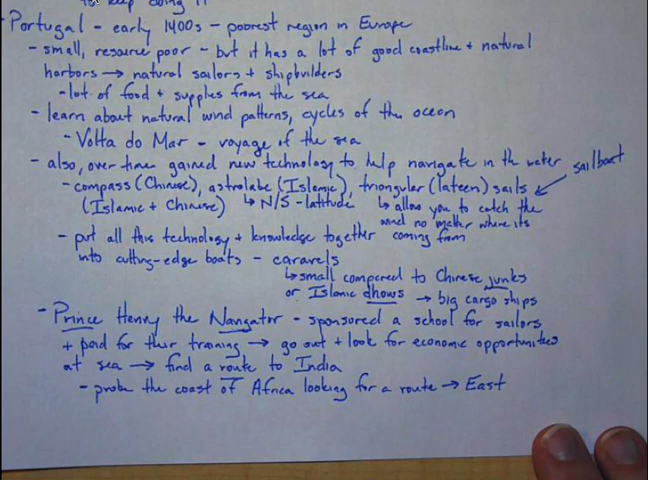 to keep doing it
- Portugal - early 1400s - poorest region in Europe
- small, resource poor - but it has a lot of good coastline + natural
harbors → natural sailors + shipbuilders
- lot of food + supplies from the sea
- learn about natural wind patterns, cycles of the ocean
- Volta do Mar - voyage of the sea
- also, over time gained new technology to help navigate in the water
sailboat
- compass (Chinese), astrolabe (Islamic), triangular (lateen) sails
(Islamic + Chinese) ↳ N/S - latitude ↳ allow you to catch the
wind no matter where its
coming from
- put all this technology + knowledge together
into cutting-edge boats - caravels
↳ small compared to Chinese junks
or Islamic dhows → big cargo ships
- Prince Henry the Navigator - sponsored a school for sailors
+ paid for their training → go out + look for economic opportunities
at sea → find a route to India
- probe the coast of Africa looking for a route → East